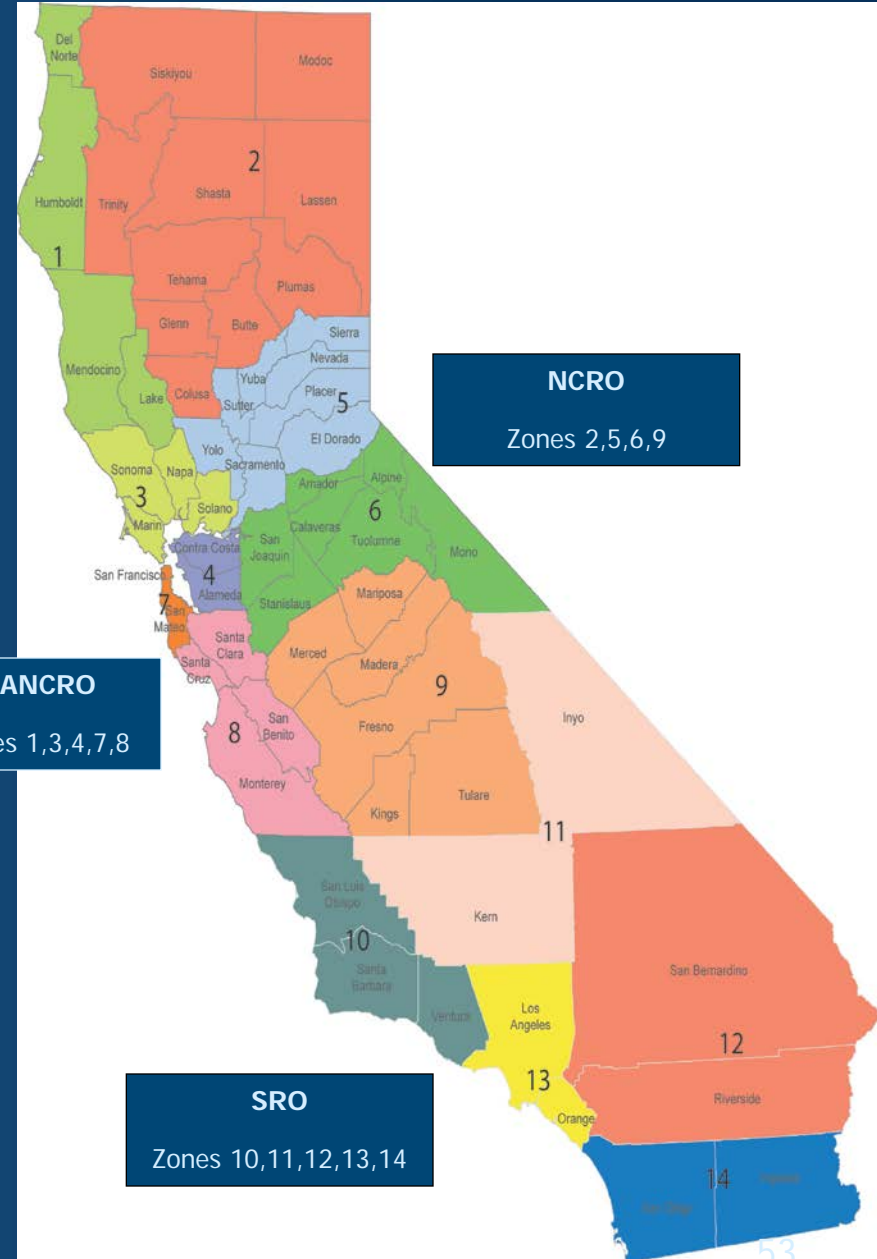 Del
Norte
Siskiyou
Modoc
2
Humboldt
Trinity
Shasta
Lassen
1
Tehama
Plumas
Glenn
Butte
Sierra
Mendocino
Lake
Colusa
Yuba
Sutter
Nevada
Placer
5
El Dorado
NCRO
Zones 2,5,6,9
Yolo
Sacramento
Sonoma
Napa
3
Solano
Marin
Amador
Alpine
6
Calaveras
Tuolumne
Mono
San
Joaquin
Contra Costa
4
Alameda
San Francisco
7
San
Mateo
Stanislaus
Mariposa
Santa
Clara
Santa
Cruz
Merced
Madera
9
Inyo
ANCRO
es 1,3,4,7,8
8
San
Benito
Fresno
Monterey
Kings
Tulare
11
San Luis
Obispo
Kern
10
Santa
Barbara
Ventura
Los
Angeles
San Bernardino
12
13
Riverside
Orange
SRO
Zones 10,11,12,13,14
14
San Diego
53